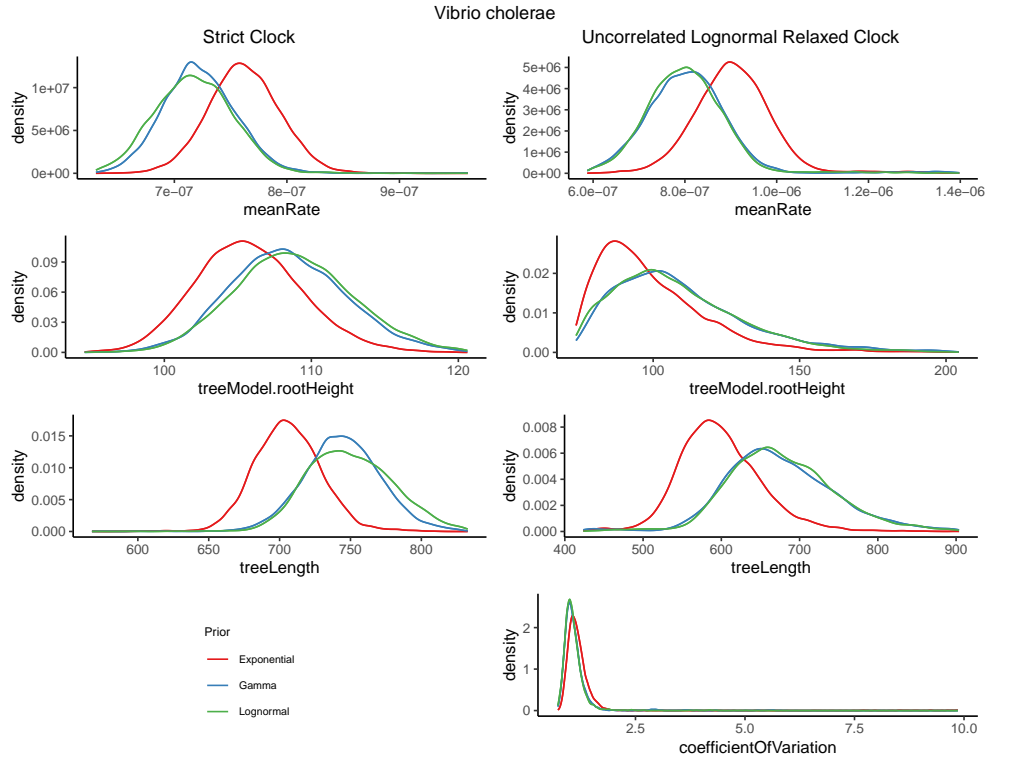 Vibrio cholerae
Strict Clock
Uncorrelated Lognormal Relaxed Clock
density
1e+07
5e+06
0e+00
7e−07 8e−07 9e−07
meanRate
density
5e+06
4e+06
3e+06
2e+06
1e+06
0e+00
6.0e−07 8.0e−07 1.0e−06 1.2e−06 1.4e−06
meanRate
density
0.09
0.06
0.03
0.00
100 110 120
treeModel.rootHeight
density
0.02
0.01
0.00
100 150 200
treeModel.rootHeight
density
0.015
0.010
0.005
0.000
600 650 700 750 800
treeLength
density
0.008
0.006
0.004
0.002
0.000
400 500 600 700 800 900
treeLength
Prior
Exponential
Gamma
Lognormal
density
2
1
0
2.5 5.0 7.5 10.0
coefficientOfVariation